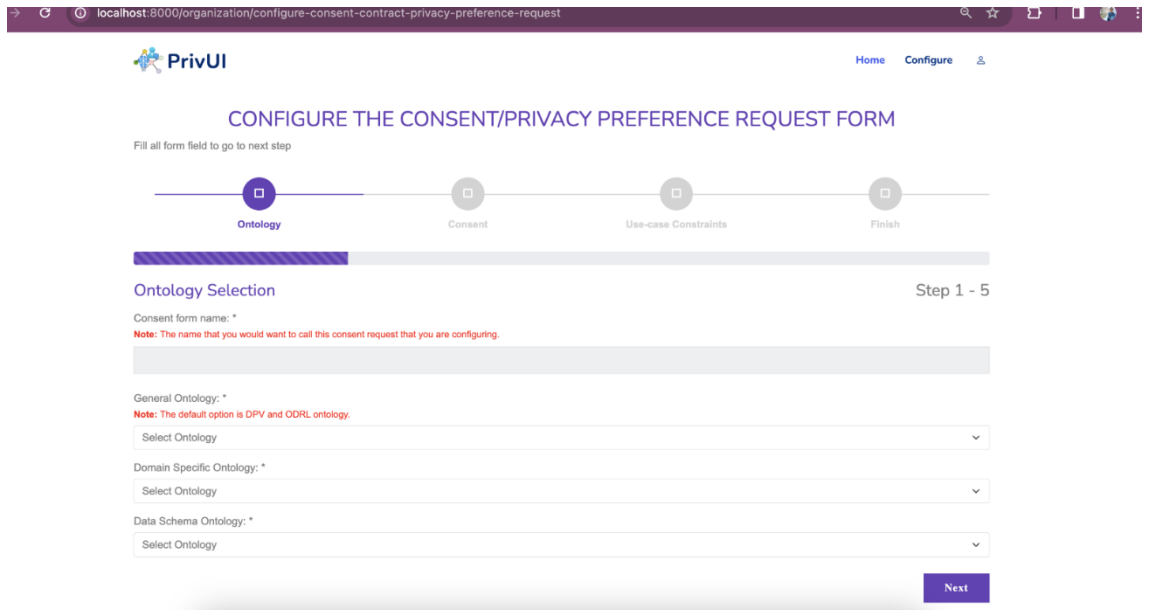 localhost:8000/organization/configure-consent-contract-privacy-preference-request
PrivUI
Home Configure
CONFIGURE THE CONSENT/PRIVACY PREFERENCE REQUEST FORM
Fill all form field to go to next step
Ontology Consent Use-case Constraints Finish
Ontology Selection Step 1 - 5
Consent form name: *
Note: The name that you would want to call this consent request that you are configuring.
General Ontology: *
Note: The default option is DPV and ODRL ontology.
Select Ontology
Domain Specific Ontology: *
Select Ontology
Data Schema Ontology: *
Select Ontology
Next